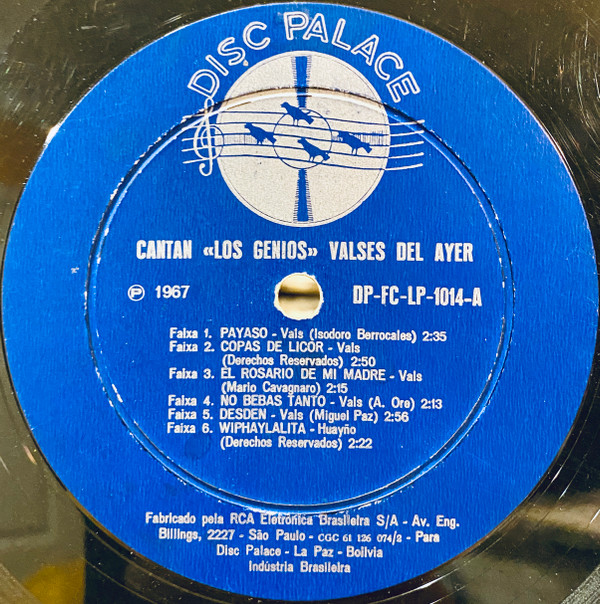 DISC PALACE
CANTAN «LOS GENIOS» VALSES DEL AYER
Ⓟ 1967
DP-FC-LP-1014-A
Faixa 1. PAYASO - Vals (Isodoro Berrocales) 2:35
Faixa 2. COPAS DE LICOR - Vals
(Derechos Reservados) 2:50
Faixa 3. EL ROSARIO DE MI MADRE - Vals
(Mario Cavagnaro) 2:15
Faixa 4. NO BEBAS TANTO - Vals (A. Ore) 2:13
Faixa 5. DESDEN - Vals (Miguel Paz) 2:56
Faixa 6. WIPHAYLALITA - Huayño
(Derechos Reservados) 2:22
Fabricado pela RCA Eletrônica Brasileira S/A - Av. Eng.
Billings, 2227 - São Paulo - CGC 61 126 074/2 - Para
Disc Palace - La Paz - Bolivia
Indústria Brasileira